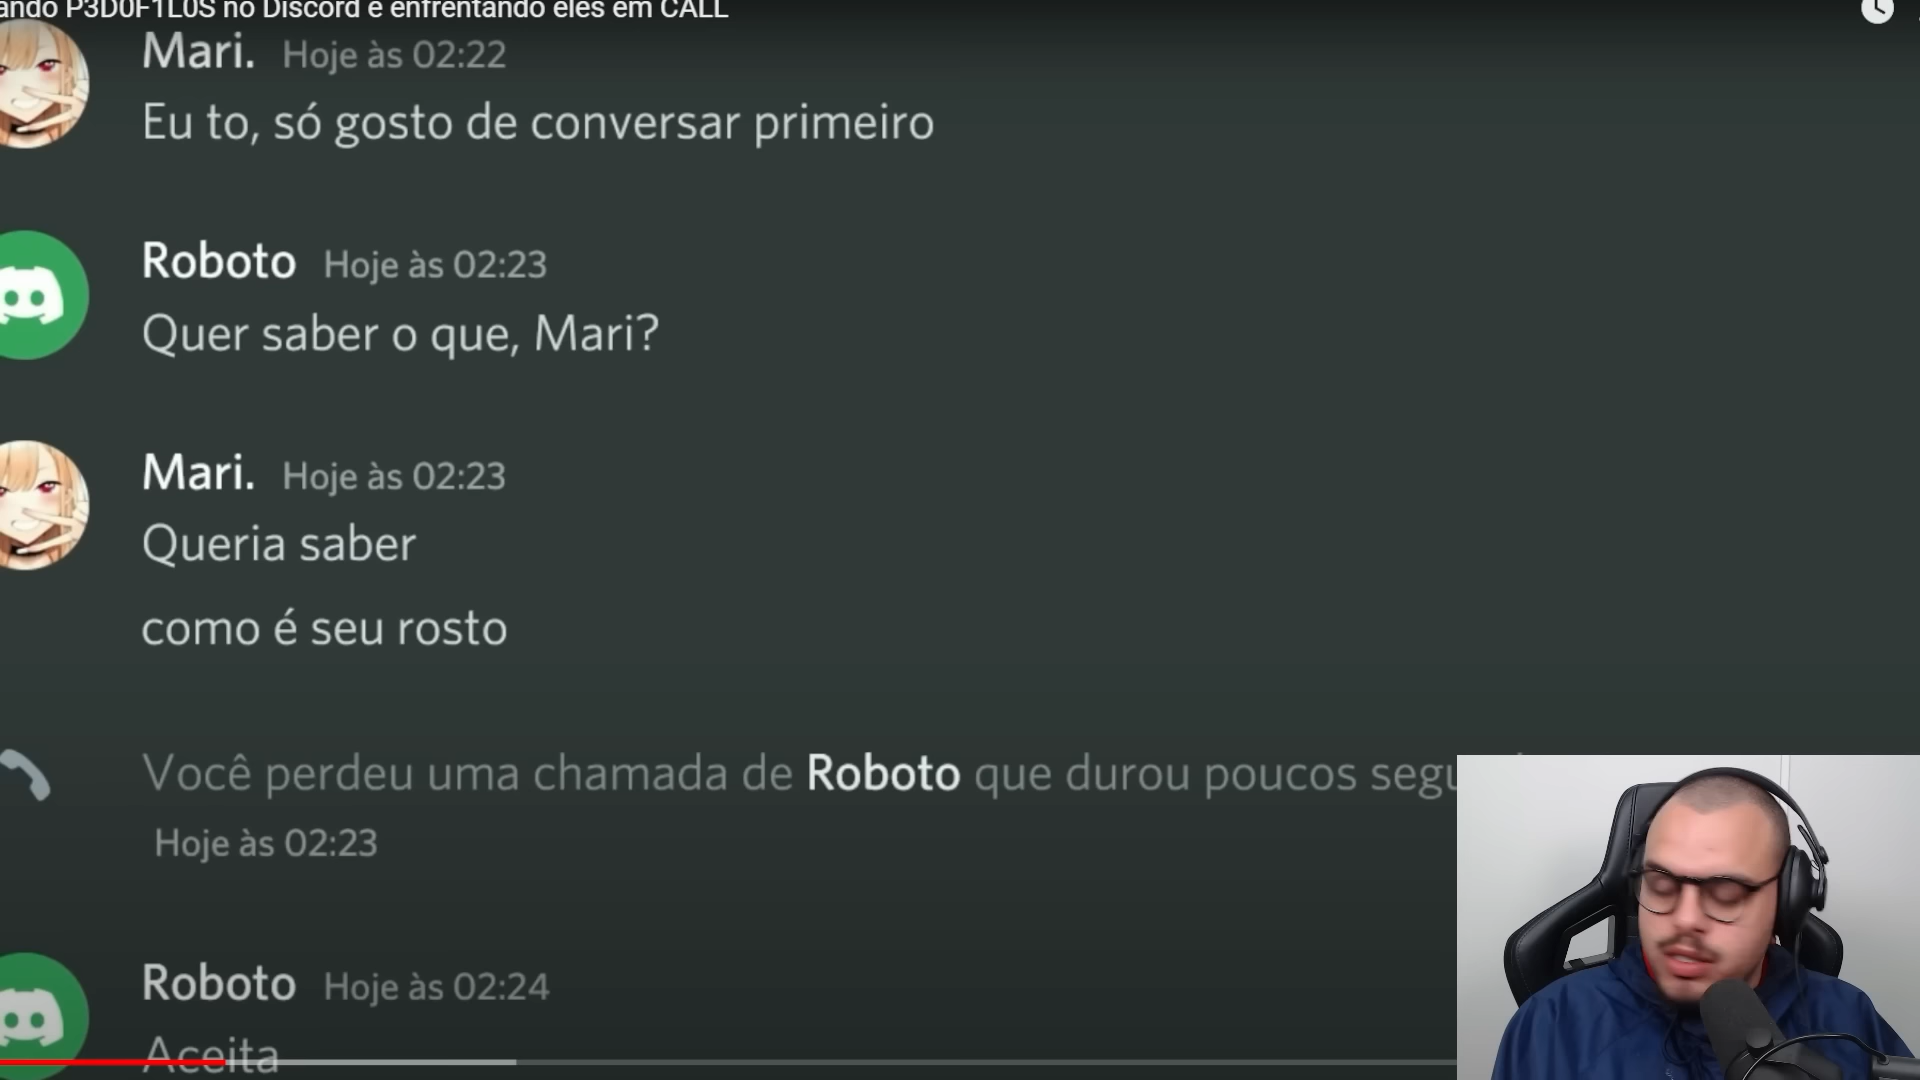 ando P3D0F1L0S no Discord e enfrentando eles em CALL
Mari. Hoje às 02:22
Eu to, só gosto de conversar primeiro
Roboto Hoje às 02:23
Quer saber o que, Mari?
Mari. Hoje às 02:23
Queria saber
como é seu rosto
Você perdeu uma chamada de Roboto que durou poucos segu
Hoje às 02:23
Roboto Hoje às 02:24
Aceita